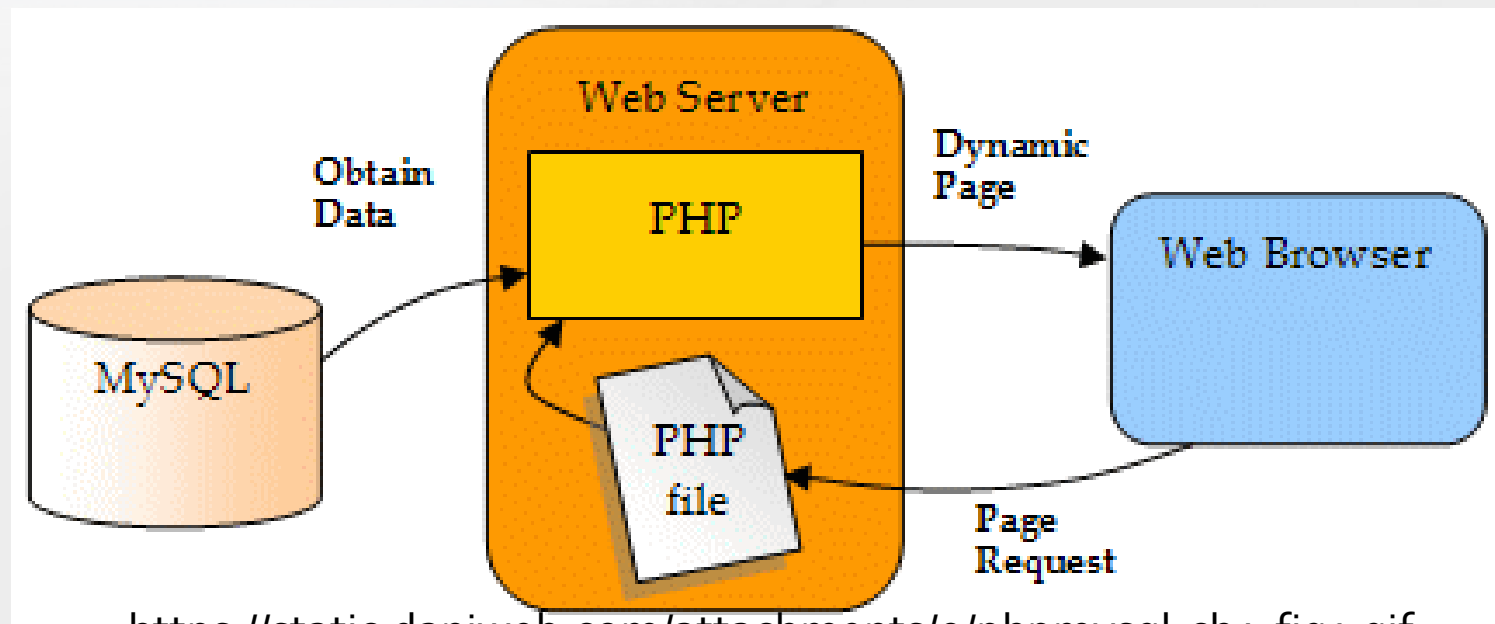 Web Server
Obtain
Data
PHP
Dynamic
Page
Web Browser
MySQL
PHP
file
Page
Request